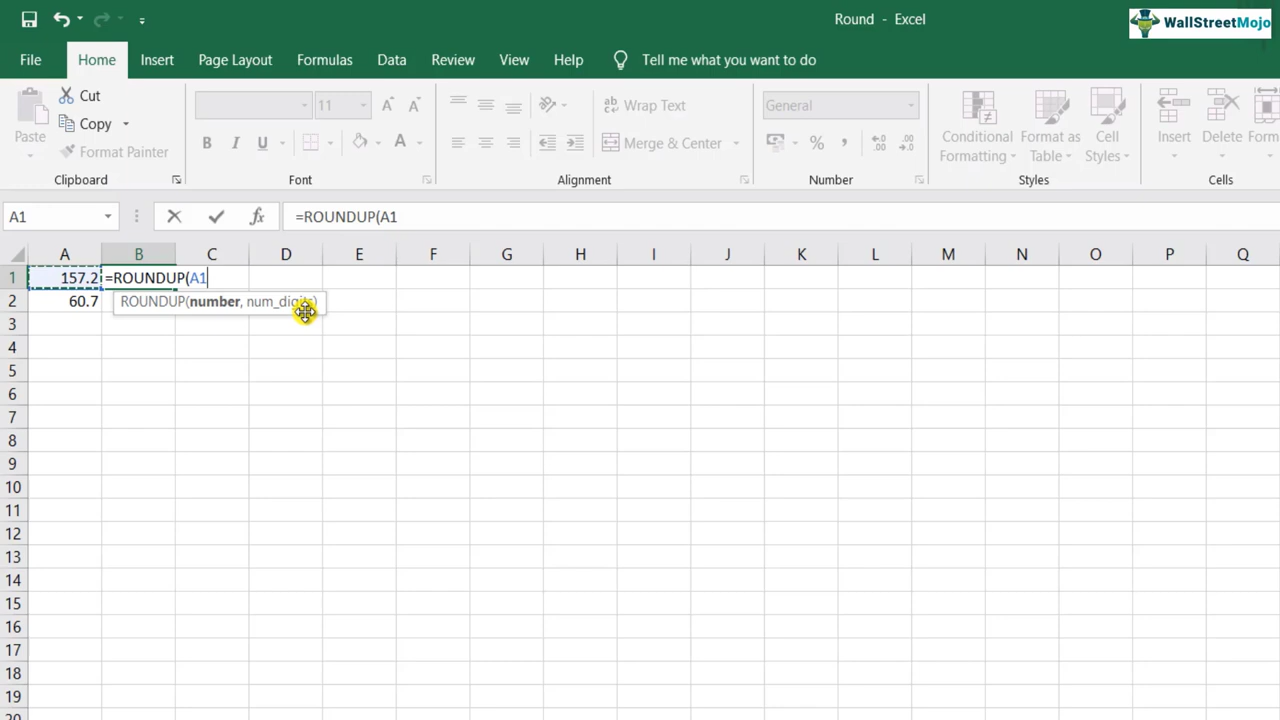 Round - Excel
WallStreetMojo
File Home Insert Page Layout Formulas Data Review View Help Tell me what you want to do
Paste
Cut
Copy
Format Painter
Clipboard
11
B I U A
Font
Wrap Text
Merge & Center
Alignment
General
%
Number
Conditional Formatting
Format as Table
Cell Styles
Styles
Insert
Delete
Cells
A1
fx
=ROUNDUP(A1
A B C D E F G H I J K L M N O P Q
1 157.2 =ROUNDUP(A1
2 60.7 ROUNDUP(number, num_digits)
3
4
5
6
7
8
9
10
11
12
13
14
15
16
17
18
19